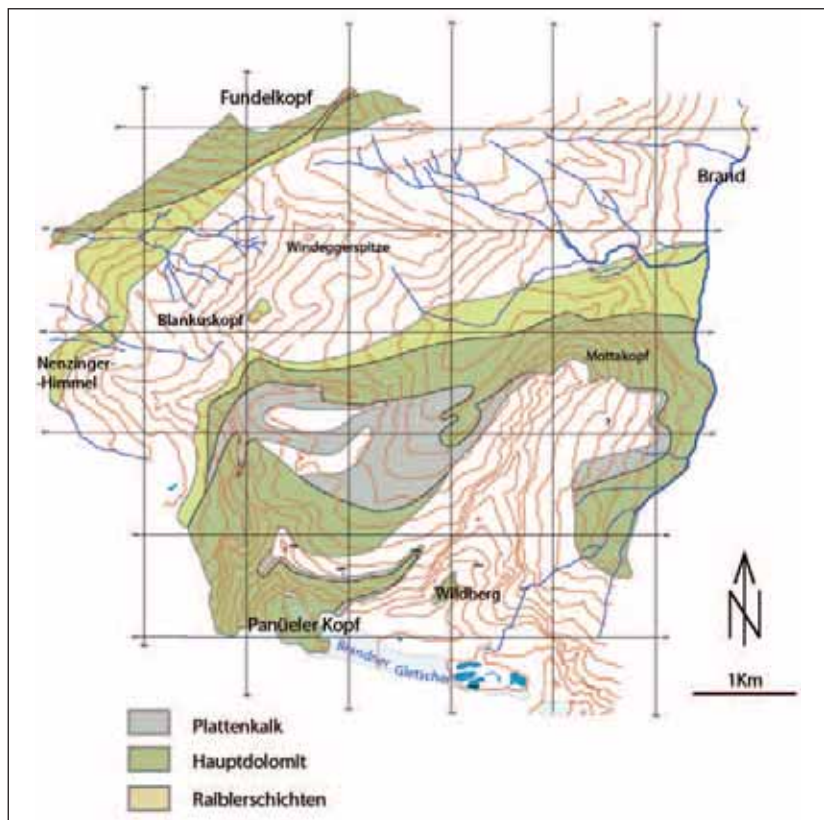 Fundelkopf
Brand
Windeggerspitze
Blankuskopf
Nenzinger-
-Himmel
Mottakopf
?
Wildberg
Panüeler Kopf
Brandner Gletscher
N
1Km
Plattenkalk
Hauptdolomit
Raiblerschichten